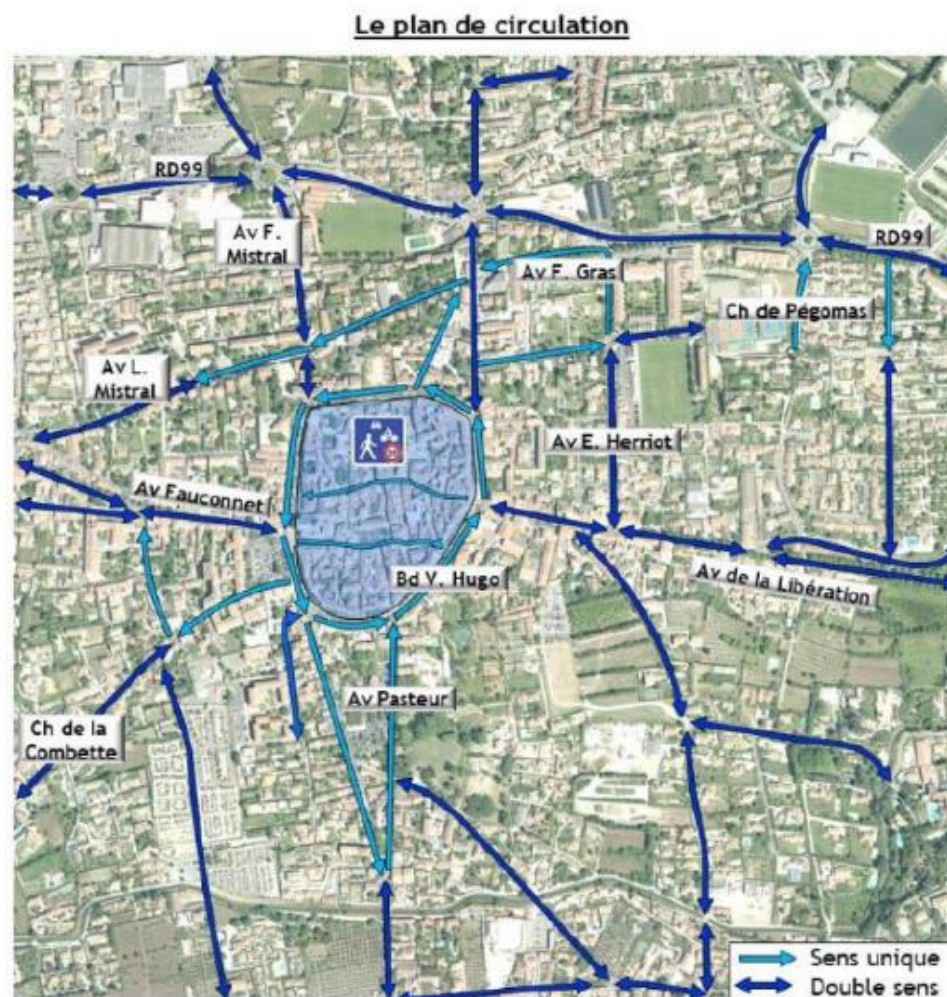 Le plan de circulation
RD99
Av F.
Mistral
Av F. Gras
RD99
Ch de Pégomas
Av L.
Mistral
Av E. Herriot
Av Fauconnet
Bd V. Hugo
Av de la Libération
Av Pasteur
Ch de la
Combette
Sens unique
Double sens